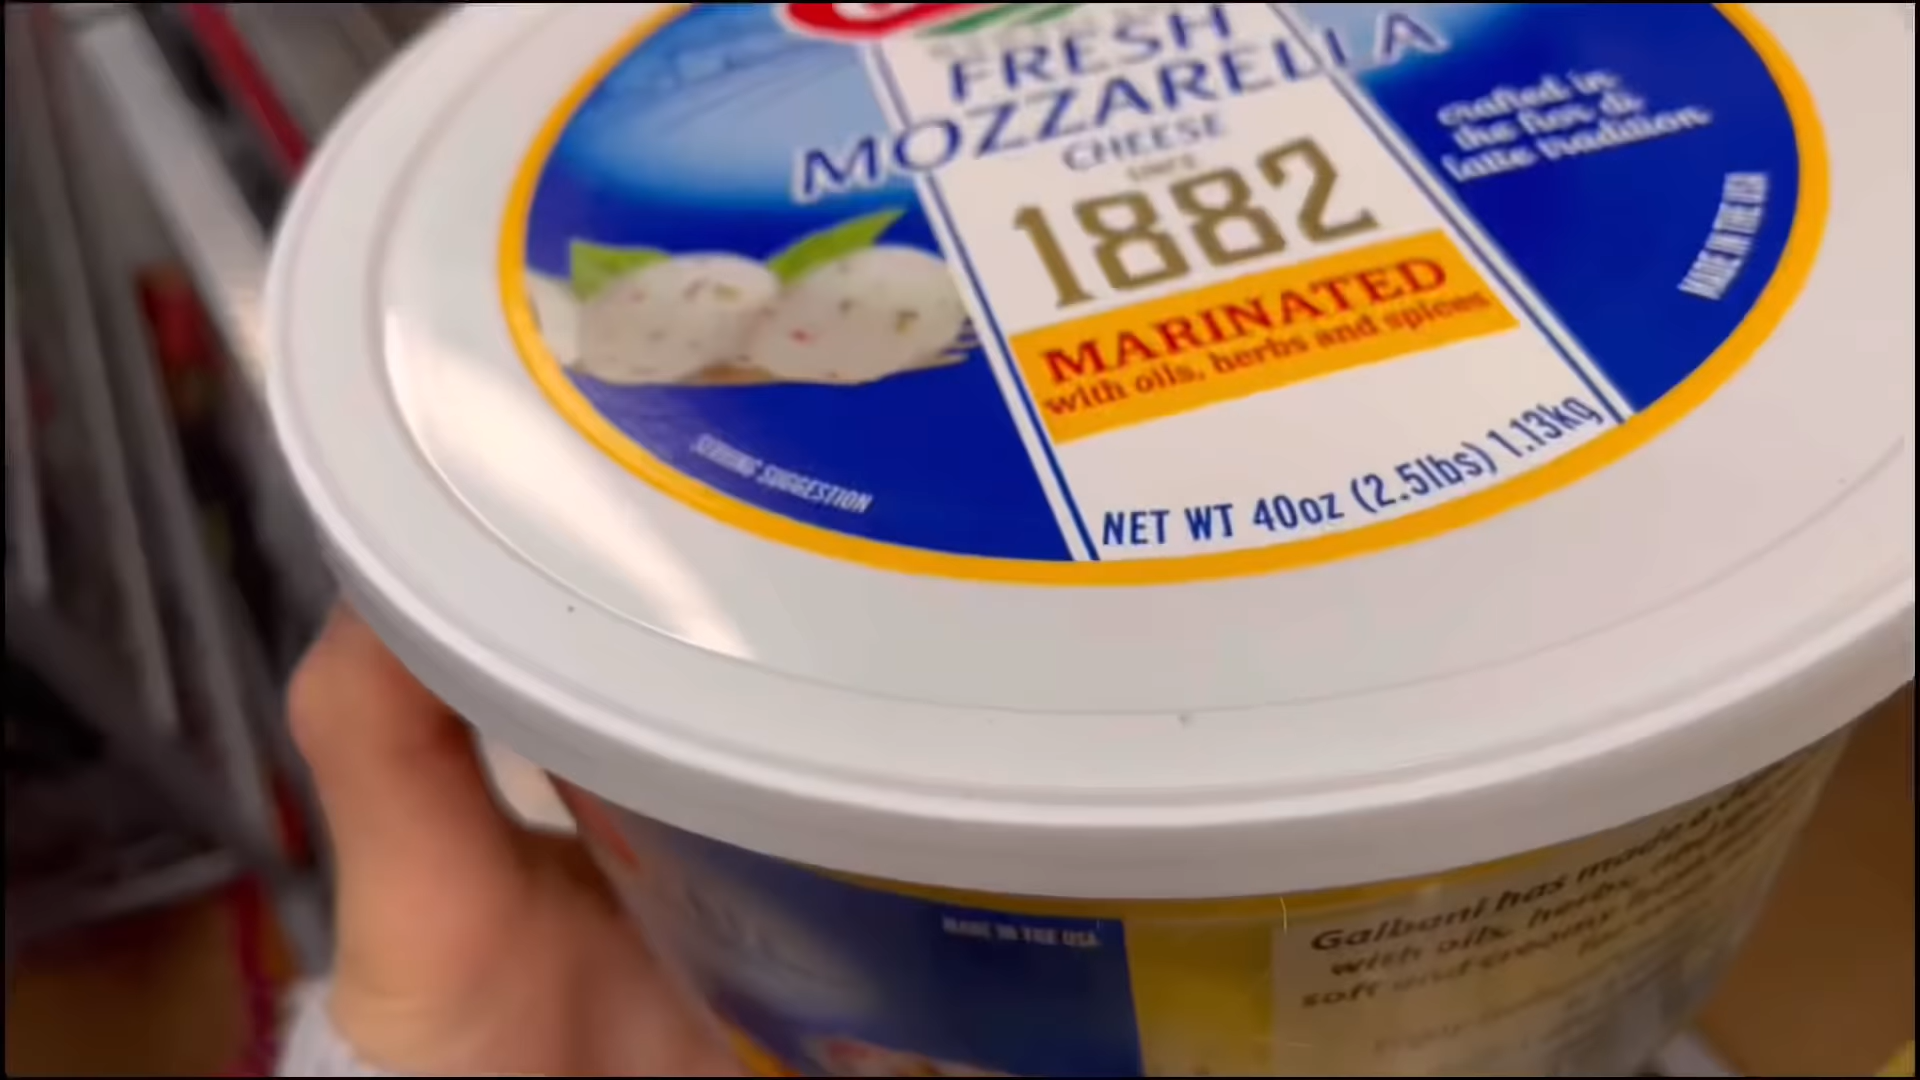 FRESH
MOZZARELLA
CHEESE
SINCE
1882
MARINATED
with oils, herbs and spices
NET WT 40oz (2.5lbs) 1.13kg
crafted in
the fior di
latte tradition
MADE IN THE USA
SERVING SUGGESTION
MADE IN THE USA
Galbani has made a
with oils, herbs,
soft and creamy